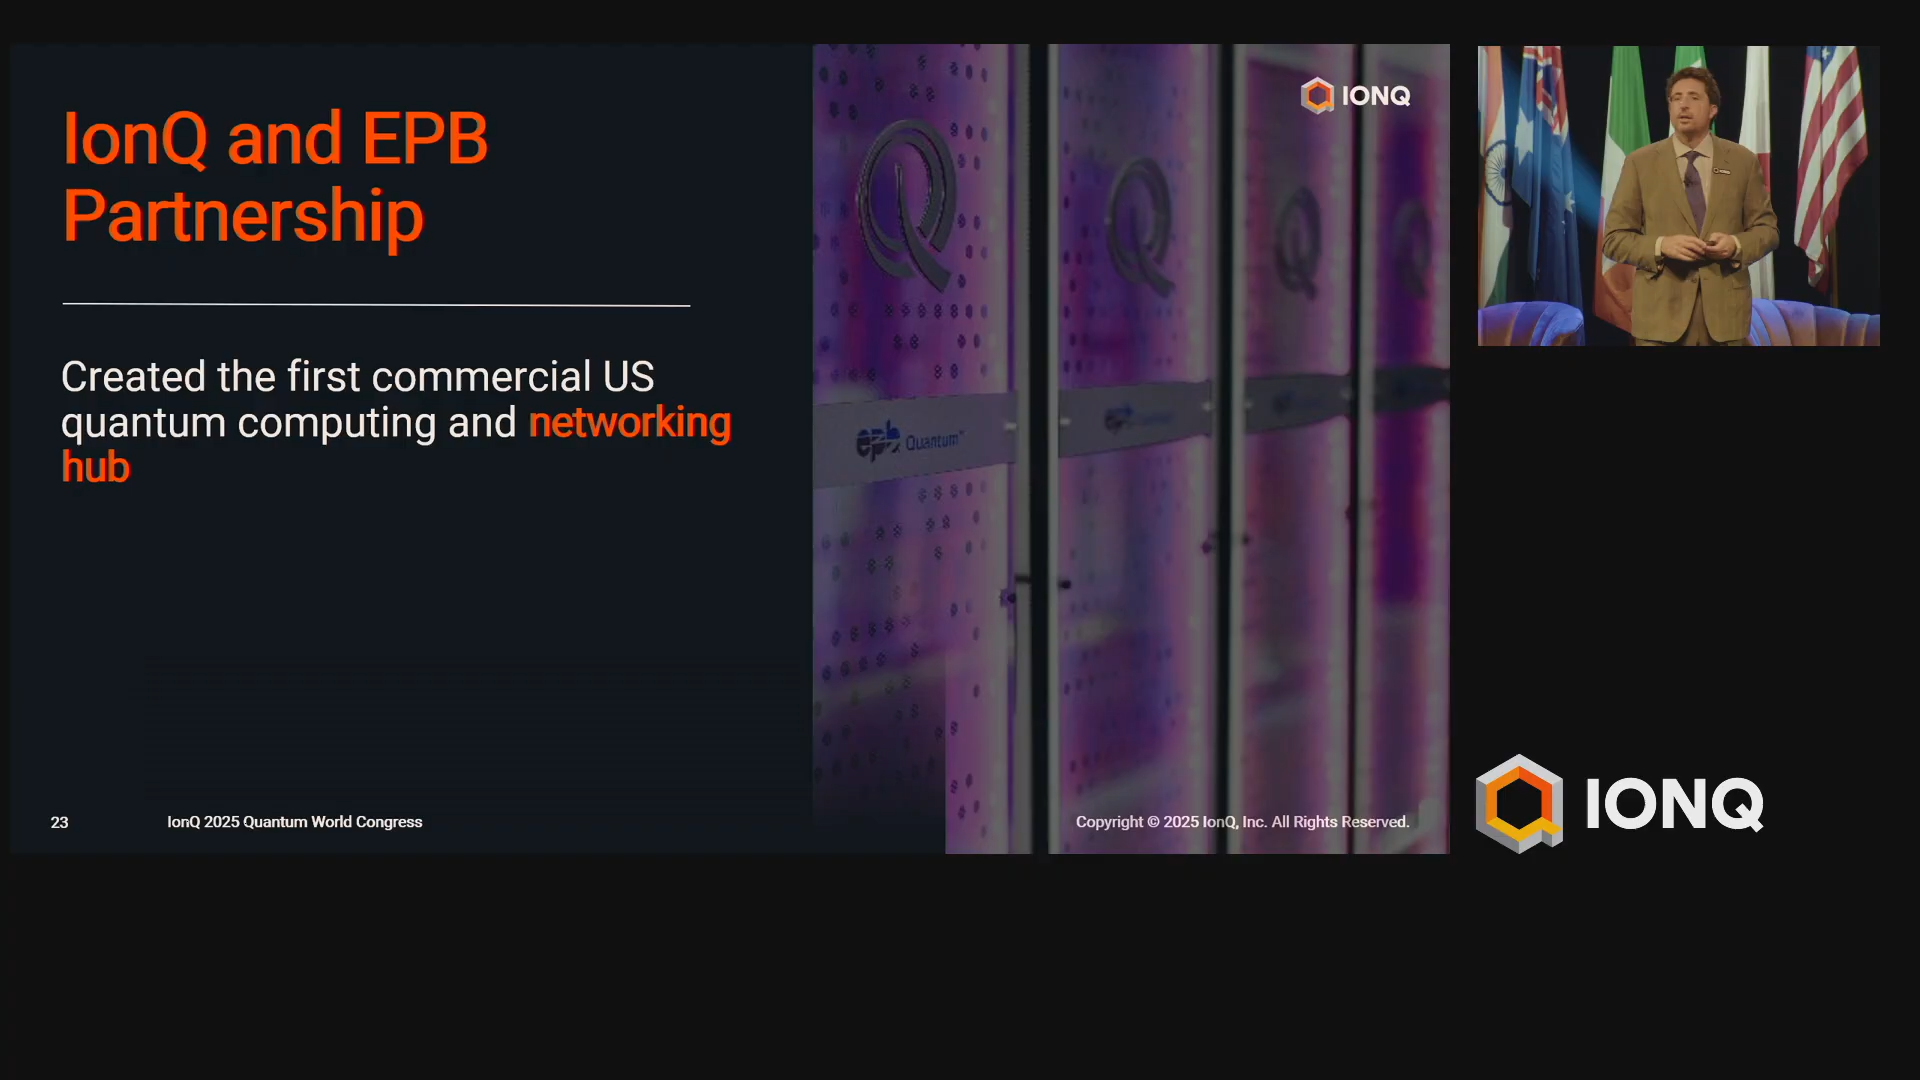 IonQ and EPB
Partnership
Created the first commercial US
quantum computing and networking
hub
IONQ
epb Quantum
23
IonQ 2025 Quantum World Congress
Copyright © 2025 IonQ, Inc. All Rights Reserved.
IONQ